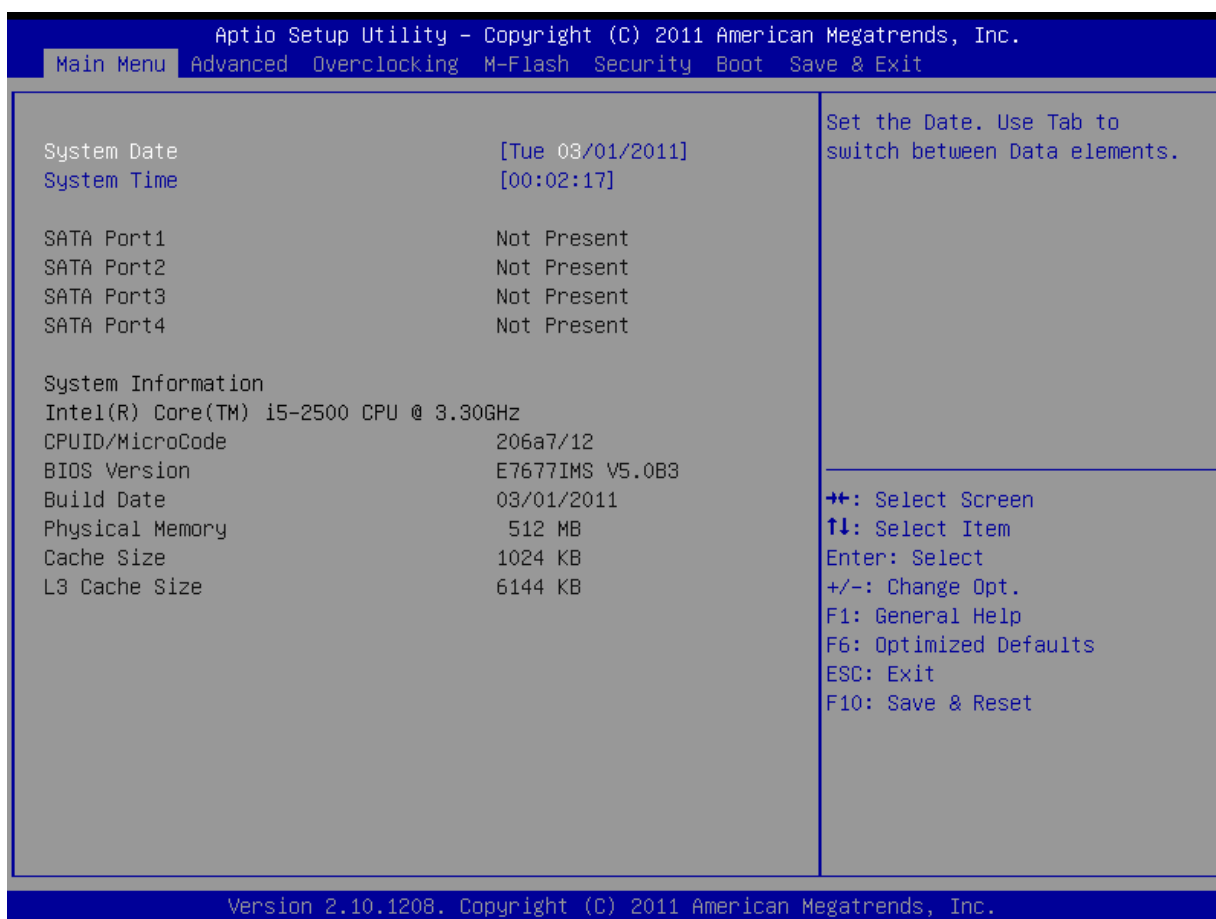 Aptio Setup Utility – Copyright (C) 2011 American Megatrends, Inc.
Main Menu Advanced Overclocking M-Flash Security Boot Save & Exit
System Date [Tue 03/01/2011]
System Time [00:02:17]
SATA Port1 Not Present
SATA Port2 Not Present
SATA Port3 Not Present
SATA Port4 Not Present
System Information
Intel(R) Core(TM) i5-2500 CPU @ 3.30GHz
CPUID/MicroCode 206a7/12
BIOS Version E7677IMS V5.0B3
Build Date 03/01/2011
Physical Memory 512 MB
Cache Size 1024 KB
L3 Cache Size 6144 KB
Set the Date. Use Tab to
switch between Data elements.
→←: Select Screen
↑↓: Select Item
Enter: Select
+/-: Change Opt.
F1: General Help
F6: Optimized Defaults
ESC: Exit
F10: Save & Reset
Version 2.10.1208. Copyright (C) 2011 American Megatrends, Inc.